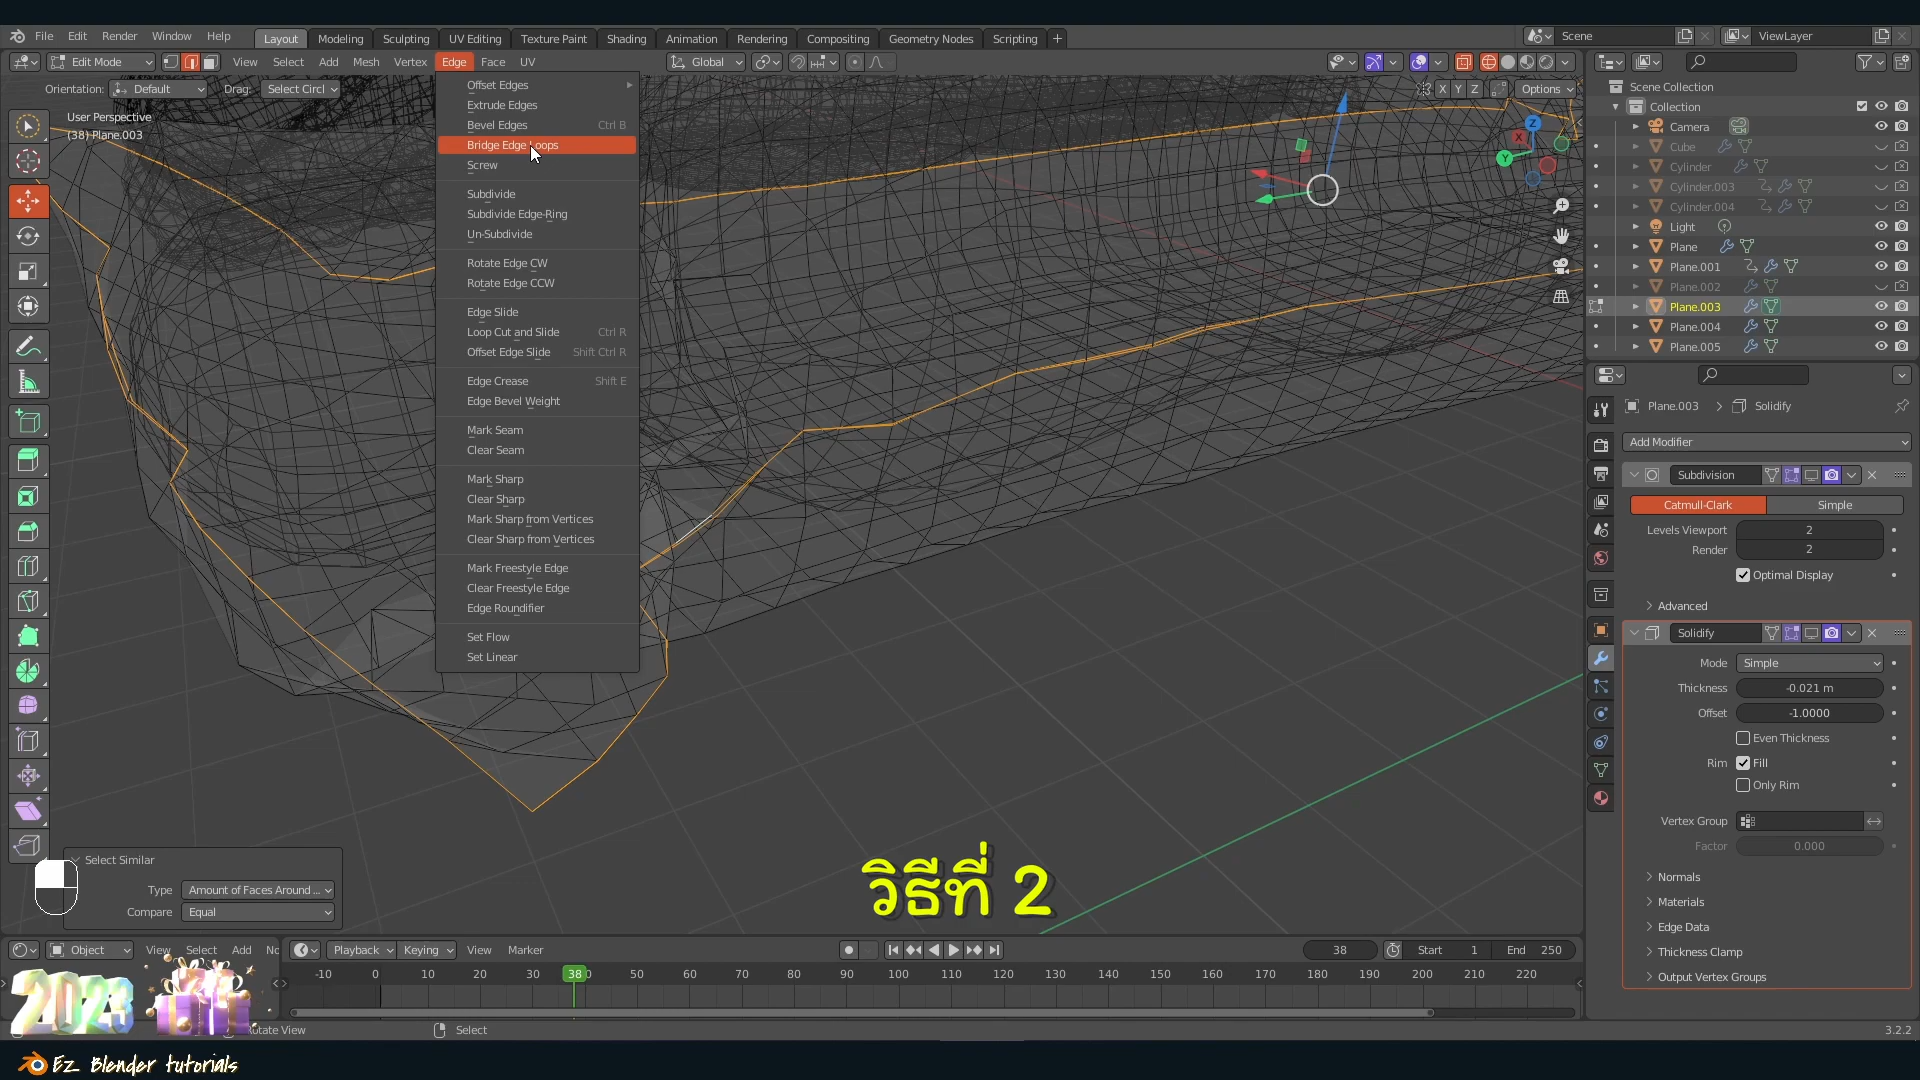 File Edit Render Window Help Layout Modeling Sculpting UV Editing Texture Paint Shading Animation Rendering Compositing Geometry Nodes Scripting + Scene ViewLayer
Edit Mode View Select Add Mesh Vertex Edge Face UV Global
Orientation: Default Drag: Select Circl X Y Z Options
User Perspective
(38) Plane.003
Offset Edges
Extrude Edges
Bevel Edges Ctrl B
Bridge Edge Loops
Screw
Subdivide
Subdivide Edge-Ring
Un-Subdivide
Rotate Edge CW
Rotate Edge CCW
Edge Slide
Loop Cut and Slide Ctrl R
Offset Edge Slide Shift Ctrl R
Edge Crease Shift E
Edge Bevel Weight
Mark Seam
Clear Seam
Mark Sharp
Clear Sharp
Mark Sharp from Vertices
Clear Sharp from Vertices
Mark Freestyle Edge
Clear Freestyle Edge
Edge Roundifier
Set Flow
Set Linear
Z
X
Y
Scene Collection
Collection
Camera
Cube
Cylinder
Cylinder.003
Cylinder.004
Light
Plane
Plane.001
Plane.002
Plane.003
Plane.004
Plane.005
Plane.003 Solidify
Add Modifier
Subdivision
Catmull-Clark Simple
Levels Viewport 2
Render 2
Optimal Display
Advanced
Solidify
Mode Simple
Thickness -0.021 m
Offset -1.0000
Even Thickness
Rim Fill
Only Rim
Vertex Group
Factor 0.000
Normals
Materials
Edge Data
Thickness Clamp
Output Vertex Groups
Select Similar
Type Amount of Faces Around ...
Compare Equal
วิธีที่ 2
Object View Select Add Playback Keying View Marker 38 Start 1 End 250
-10 0 10 20 30 38 50 60 70 80 90 100 110 120 130 140 150 160 170 180 190 200 210 220
2023
Select 3.2.2
Ez Blender tutorials